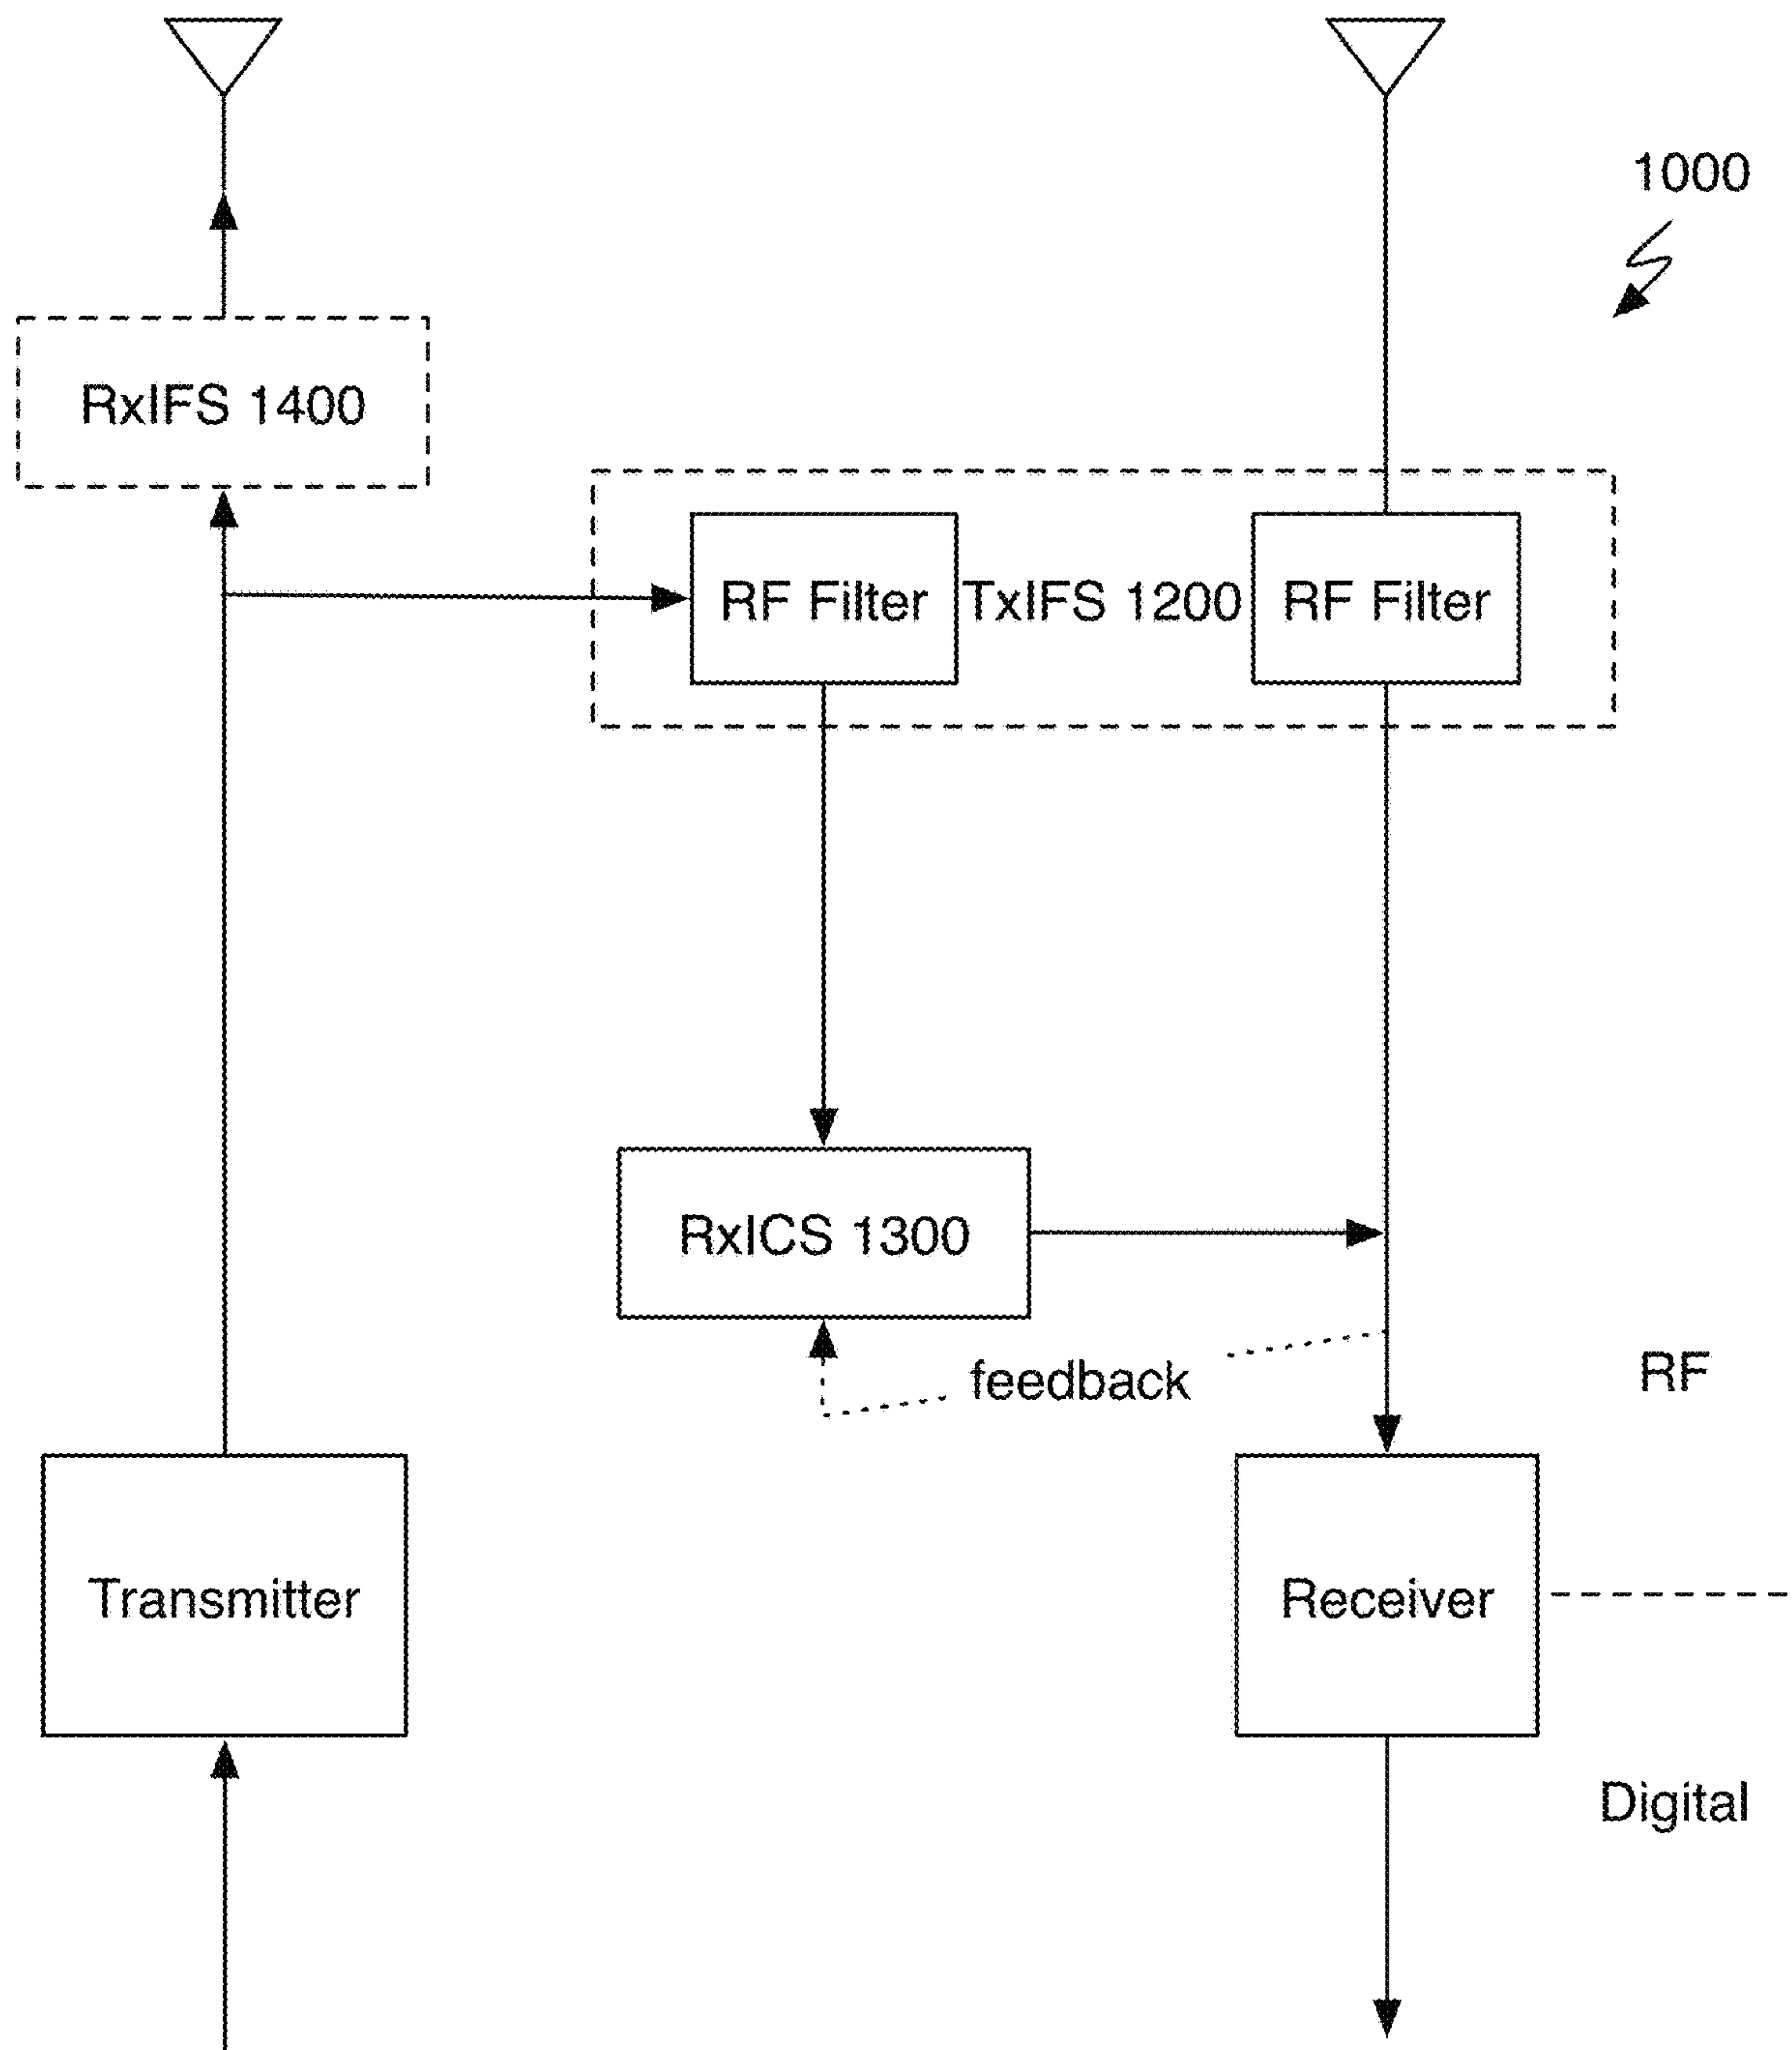 1000
RxIFS 1400
RF Filter
TxIFS 1200
RF Filter
RxICS 1300
feedback
RF
Transmitter
Receiver
Digital